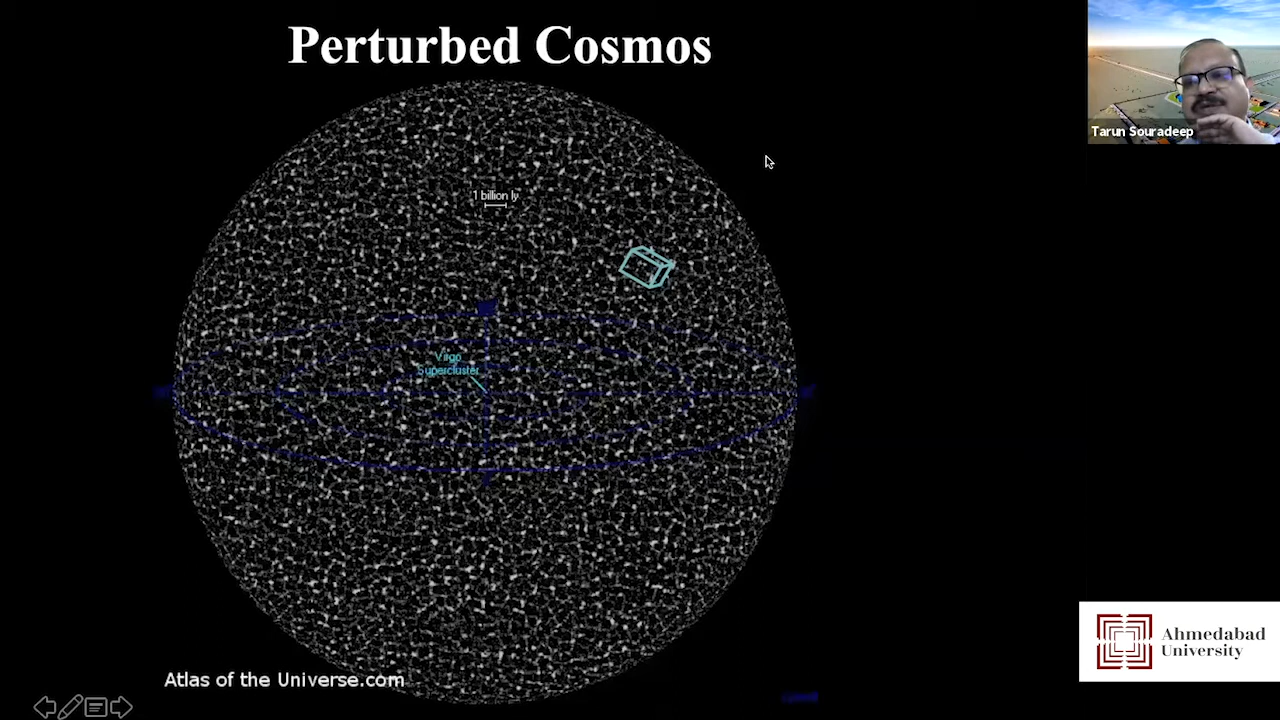 Perturbed Cosmos
Tarun Souradeep
1 billion ly
Virgo
Supercluster
Ahmedabad
University
Atlas of the Universe.com